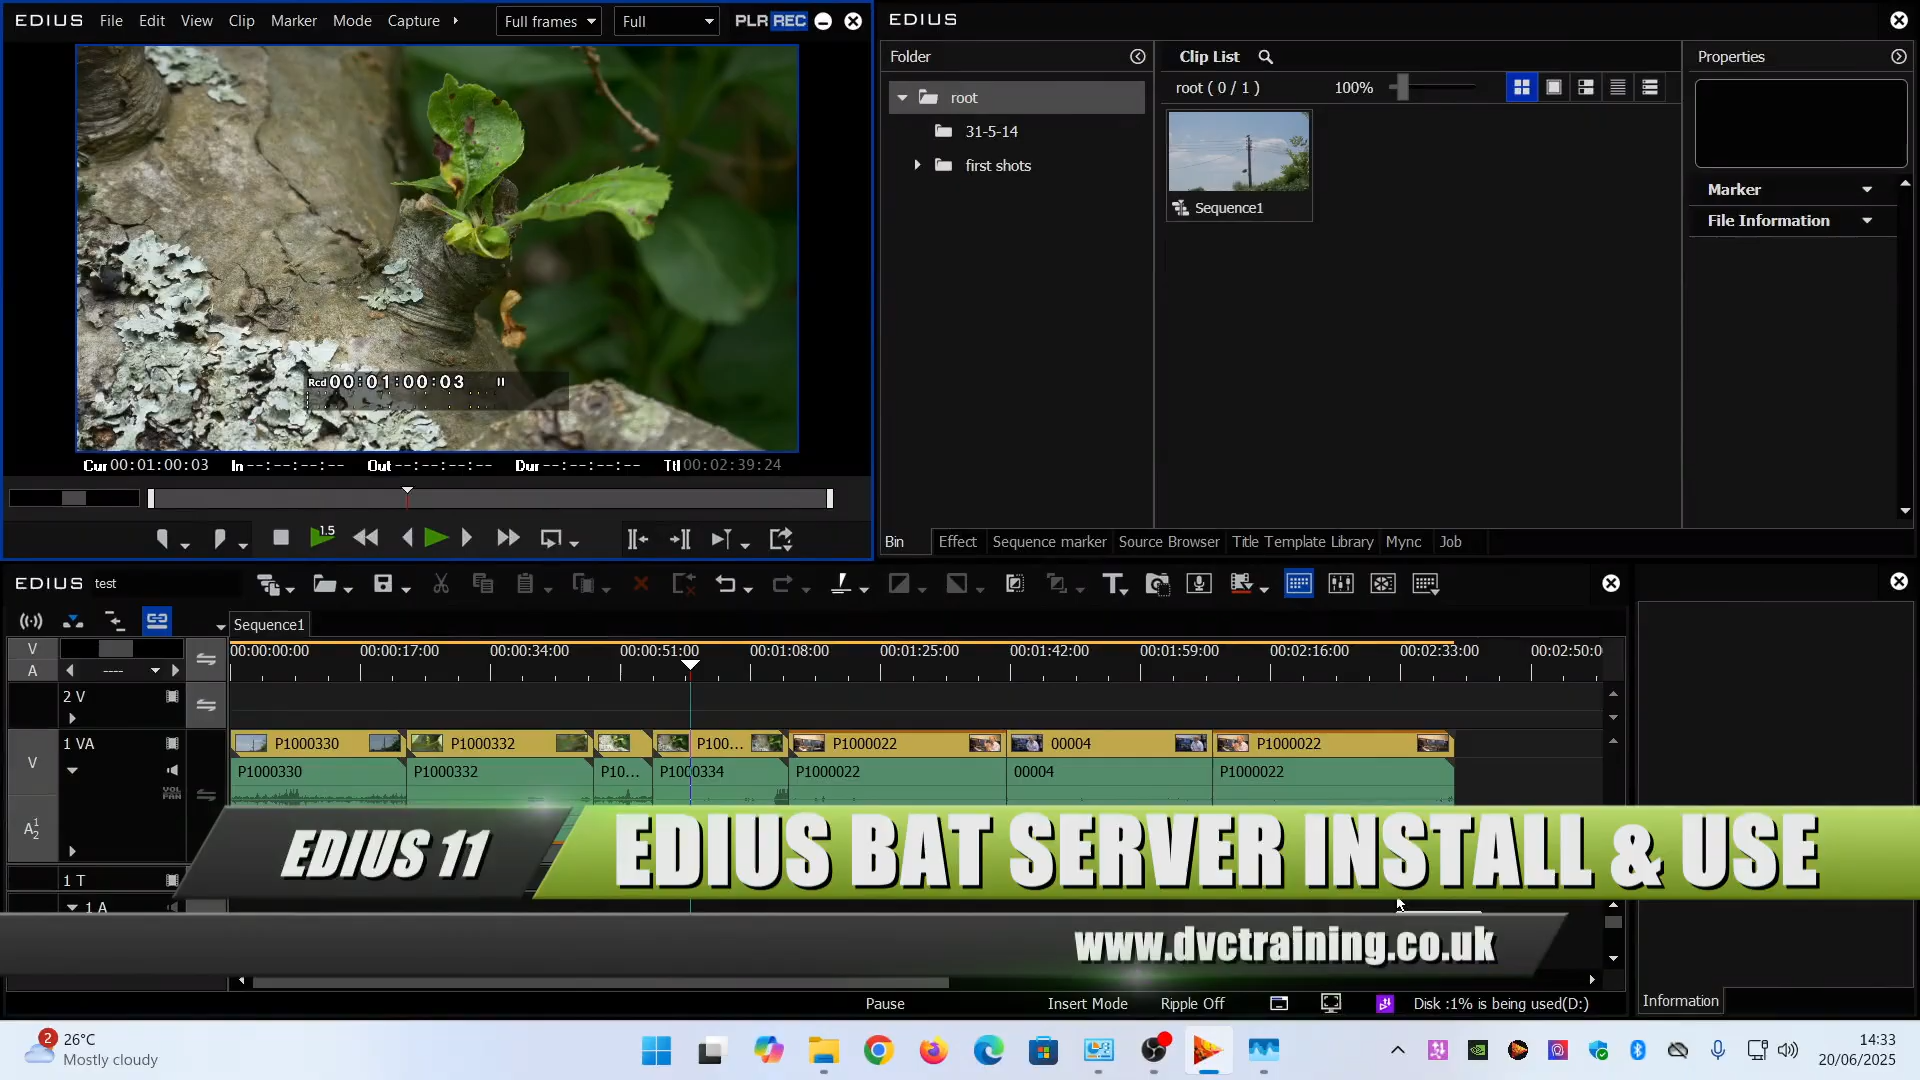 EDIUS File Edit View Clip Marker Mode Capture Full frames Full PLR REC
Rcd 00:01:00:03
Cur 00:01:00:03 In --:--:--:-- Out --:--:--:-- Dur --:--:--:-- Ttl 00:02:39:24
1.5
EDIUS
Folder
root
31-5-14
first shots
Clip List
root ( 0 / 1 ) 100%
Sequence1
Properties
Marker
File Information
Bin Effect Sequence marker Source Browser Title Template Library Mync Job
EDIUS test
Sequence1
00:00:00:00 00:00:17:00 00:00:34:00 00:00:51:00 00:01:08:00 00:01:25:00 00:01:42:00 00:01:59:00 00:02:16:00 00:02:33:00 00:02:50:0
V
A ----
2 V
V 1 VA
P1000330 P1000332 P100... P1000022 00004 P1000022
P1000330 P1000332 P10... P1000334 P1000022 00004 P1000022
VOL
PAN
A 1 2
1 T
1 A
EDIUS 11
EDIUS BAT SERVER INSTALL & USE
www.dvctraining.co.uk
Pause Insert Mode Ripple Off Disk :1% is being used(D:)
Information
2
26°C
Mostly cloudy
14:33
20/06/2025